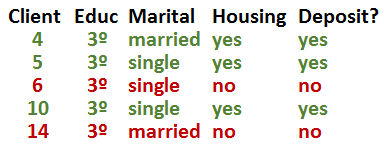 Client Educ Marital Housing Deposit?
4 3º married yes yes
5 3º single yes yes
6 3º single no no
10 3º single yes yes
14 3º married no no